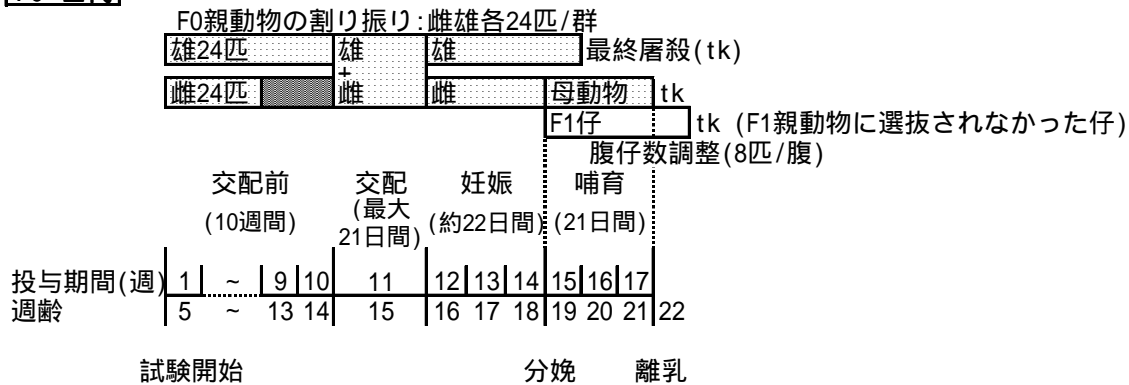 F0親動物の割り振り:雌雄各24匹/群
雄24匹 雄 雄 最終屠殺(tk)
+
雌24匹 雌 雌 母動物 tk
F1仔 tk (F1親動物に選抜されなかった仔)
腹仔数調整(8匹/腹)
交配前 交配 妊娠 哺育
(10週間) (最大21日間) (約22日間) (21日間)
投与期間(週) 1 ~ 9 10 11 12 13 14 15 16 17
週齢 5 ~ 13 14 15 16 17 18 19 20 21 22
試験開始 分娩 離乳